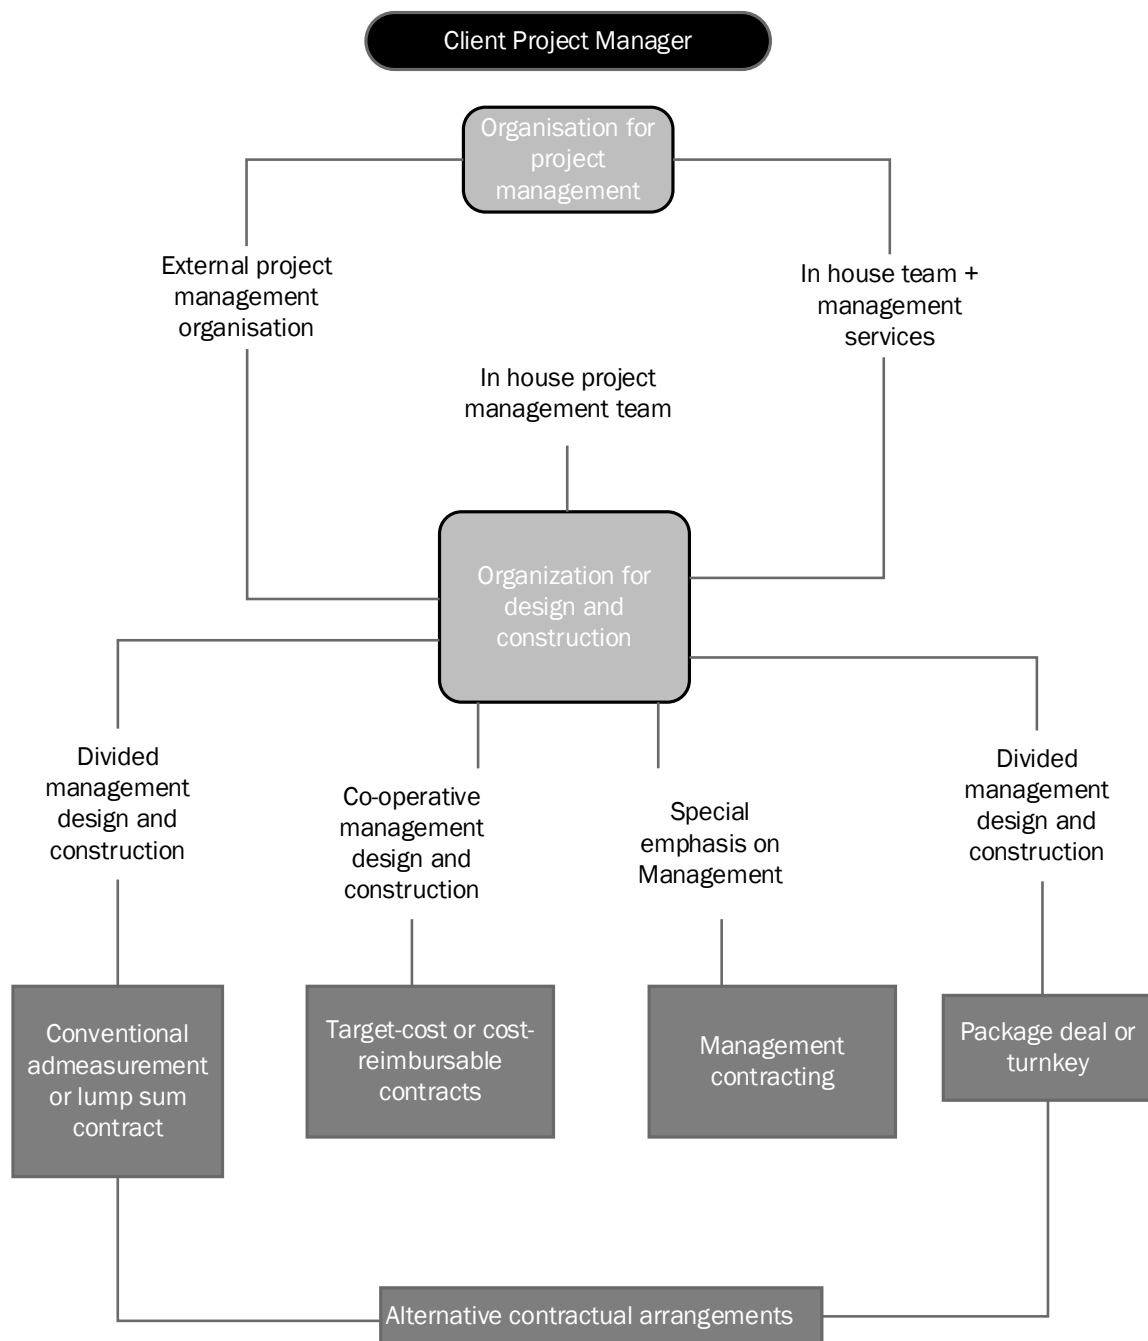 Client Project Manager
Organisation for
project
management
External project
management
organisation
In house team +
management
services
In house project
management team
Organization for
design and
construction
Divided
management
design and
construction
Co-operative
management
design and
construction
Special
emphasis on
Management
Divided
management
design and
construction
Conventional
admeasurement
or lump sum
contract
Target-cost or cost-
reimbursable
contracts
Management
contracting
Package deal or
turnkey
Alternative contractual arrangements